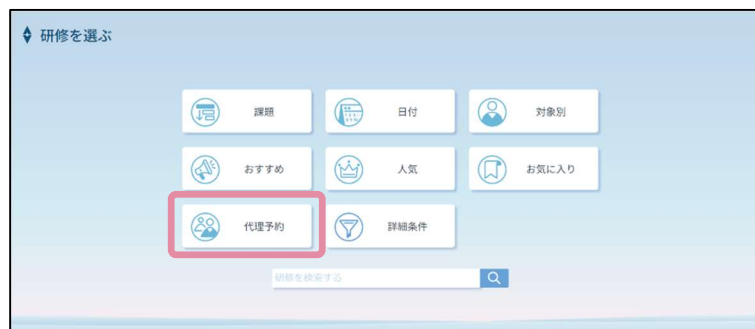 研修を選ぶ
課題
日付
対象別
おすすめ
人気
お気に入り
代理予約
詳細条件
研修を検索する